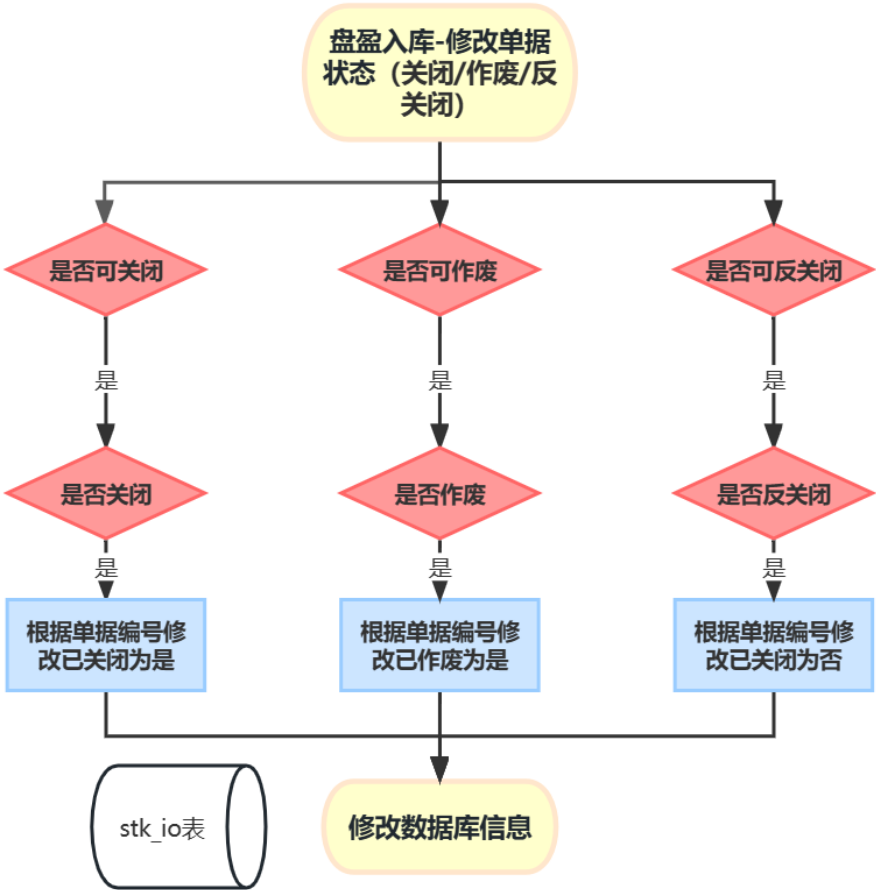 盘盈入库-修改单据
状态（关闭/作废/反
关闭）
是否可关闭
是否可作废
是否可反关闭
是
是
是
是否关闭
是否作废
是否反关闭
是
是
是
根据单据编号修
改已关闭为是
根据单据编号修
改已作废为是
根据单据编号修
改已关闭为否
stk_io表
修改数据库信息